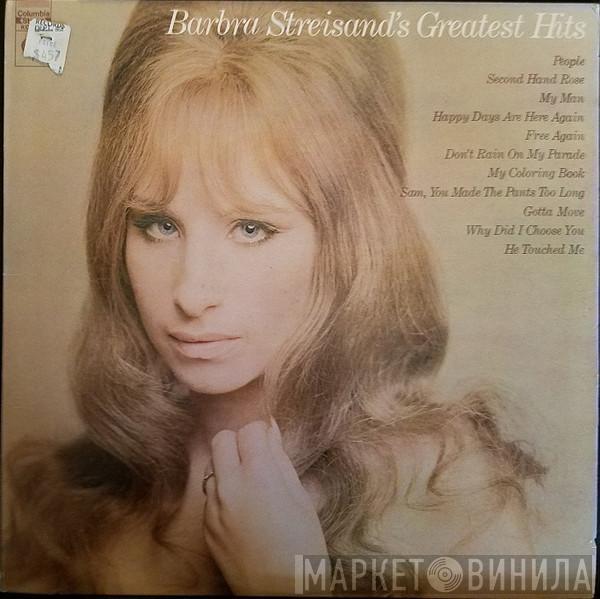 Barbra Streisand's Greatest Hits
Columbia
$4.57
People
Second Hand Rose
My Man
Happy Days Are Here Again
Free Again
Don't Rain On My Parade
My Coloring Book
Sam, You Made The Pants Too Long
Gotta Move
Why Did I Choose You
He Touched Me
МАРКЕТ ВИНИЛА